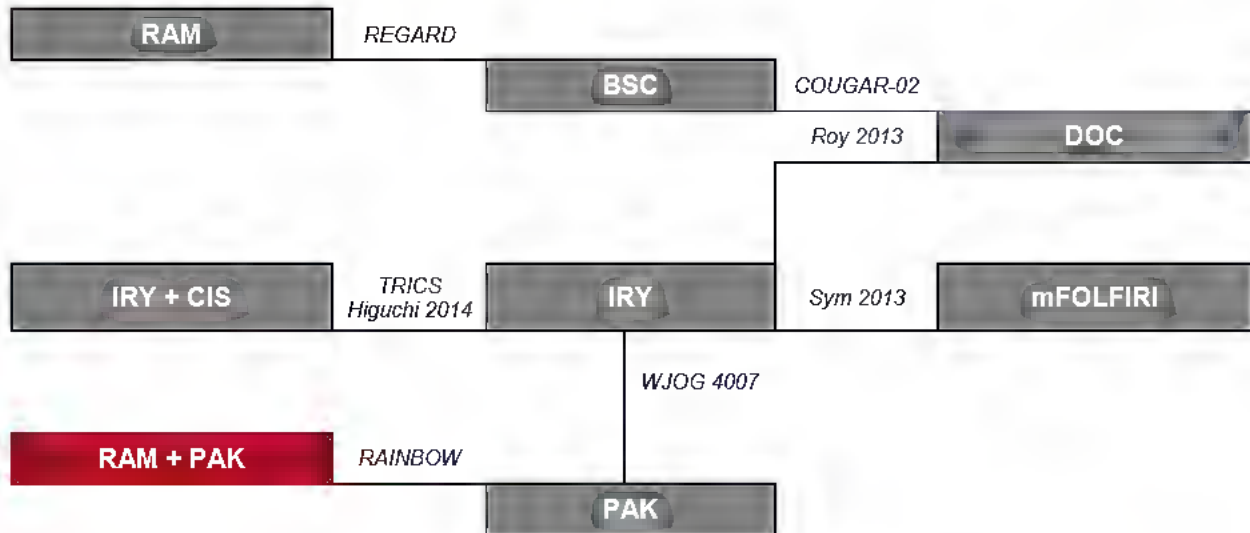 RAM
REGARD
BSC
COUGAR-02
Roy 2013
DOC
IRY + CIS
TRICS
Higuchi 2014
IRY
Sym 2013
mFOLFIRI
WJOG 4007
RAM + PAK
RAINBOW
PAK